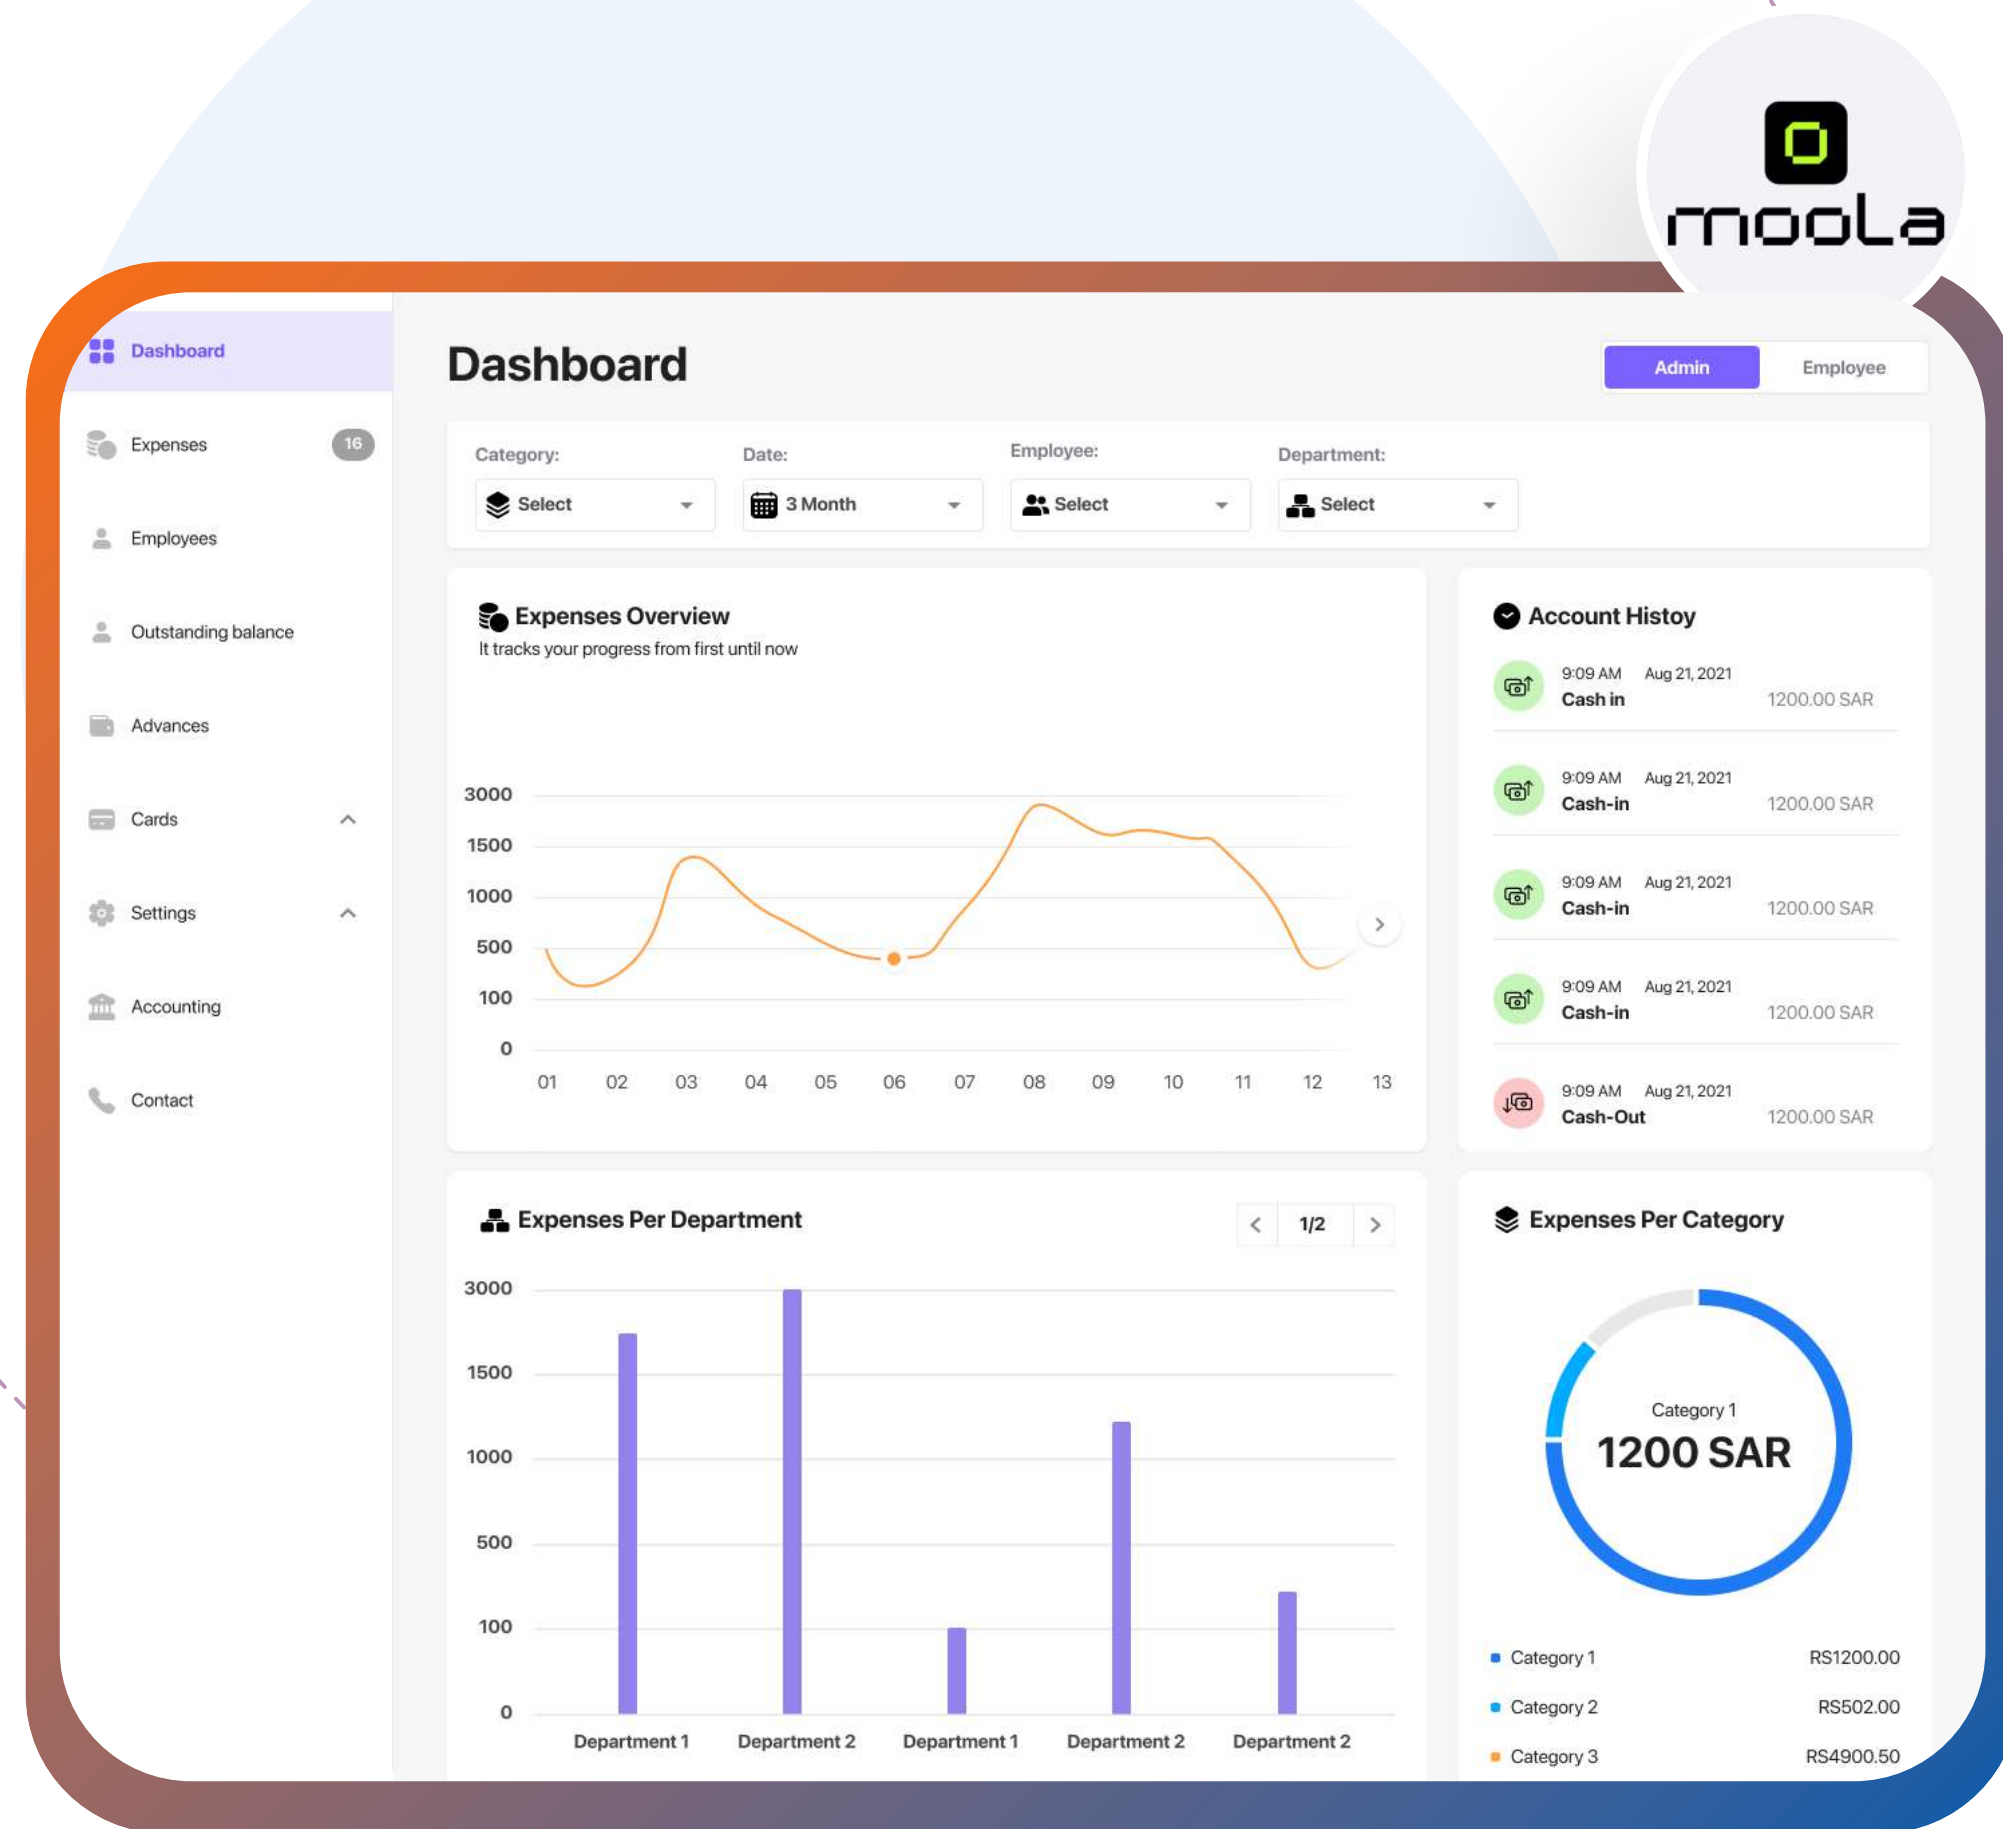 moola
Dashboard
Expenses 16
Employees
Outstanding balance
Advances
Cards
Settings
Accounting
Contact
Dashboard
Admin Employee
Category: Date: Employee: Department:
Select 3 Month Select Select
Expenses Overview
It tracks your progress from first until now
3000
1500
1000
500
100
0
01 02 03 04 05 06 07 08 09 10 11 12 13
Account Histoy
9:09 AM Aug 21, 2021
Cash in 1200.00 SAR
9:09 AM Aug 21, 2021
Cash-in 1200.00 SAR
9:09 AM Aug 21, 2021
Cash-in 1200.00 SAR
9:09 AM Aug 21, 2021
Cash-in 1200.00 SAR
9:09 AM Aug 21, 2021
Cash-Out 1200.00 SAR
Expenses Per Department
< 1/2 >
3000
1500
1000
500
100
0
Department 1 Department 2 Department 1 Department 2 Department 2
Expenses Per Category
Category 1
1200 SAR
Category 1 RS1200.00
Category 2 RS502.00
Category 3 RS4900.50